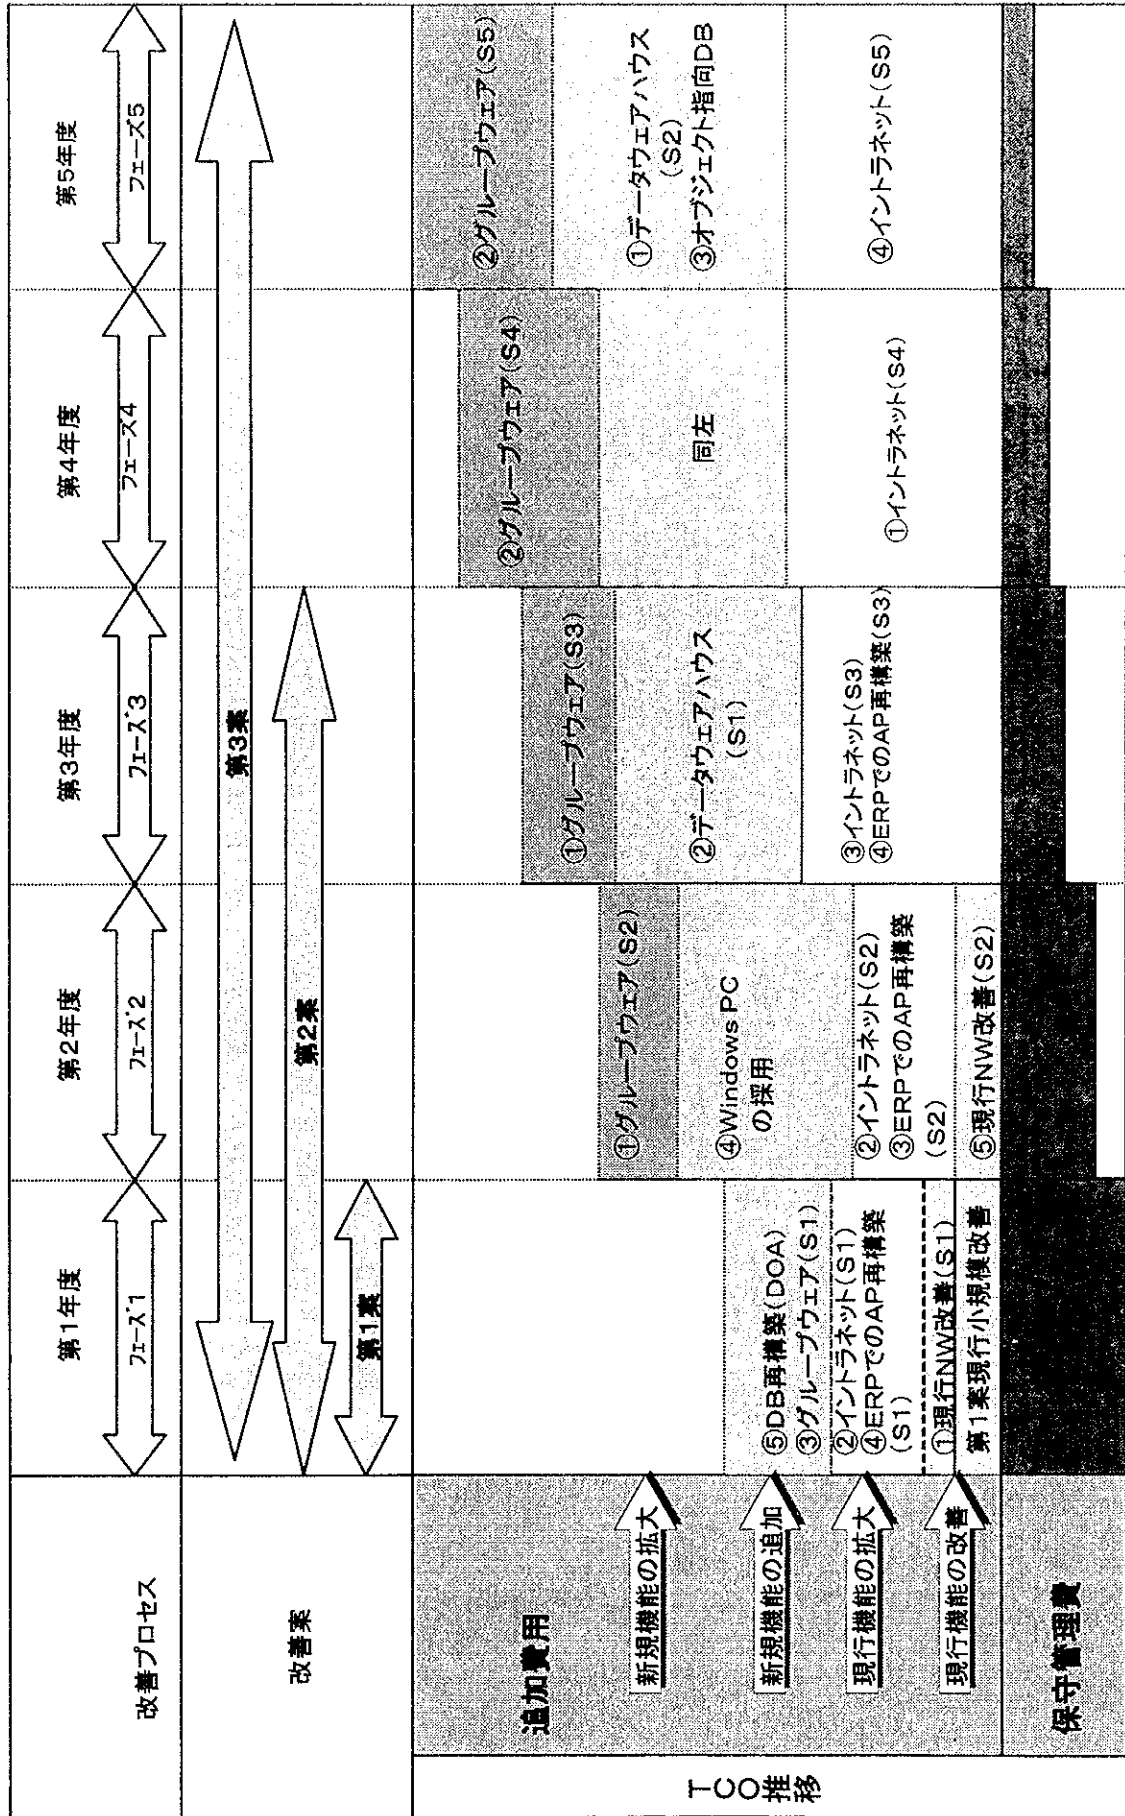 第1年度
第2年度
第3年度
第4年度
第5年度
改善プロセス
フェーズ1
フェーズ2
フェーズ3
フェーズ4
フェーズ5
改善案
第3案
第2案
第1案
TCO推移
追加費用
新規機能の拡大
新規機能の追加
現行機能の拡大
現行機能の改善
⑤DB再構築(DOA)
③グループウェア(S1)
②イントラネット(S1)
④ERPでのAP再構築
(S1)
①現行NW改善(S1)
第1案現行小規模改善
①グループウェア(S2)
④Windows PC
の採用
②イントラネット(S2)
③ERPでのAP再構築
(S2)
⑤現行NW改善(S2)
①グループウェア(S3)
②データウェアハウス
(S1)
③イントラネット(S3)
④ERPでのAP再構築(S3)
②グループウェア(S4)
同左
①イントラネット(S4)
②グループウェア(S5)
①データウェアハウス
(S2)
③オブジェクト指向DB
④イントラネット(S5)
保守管理費